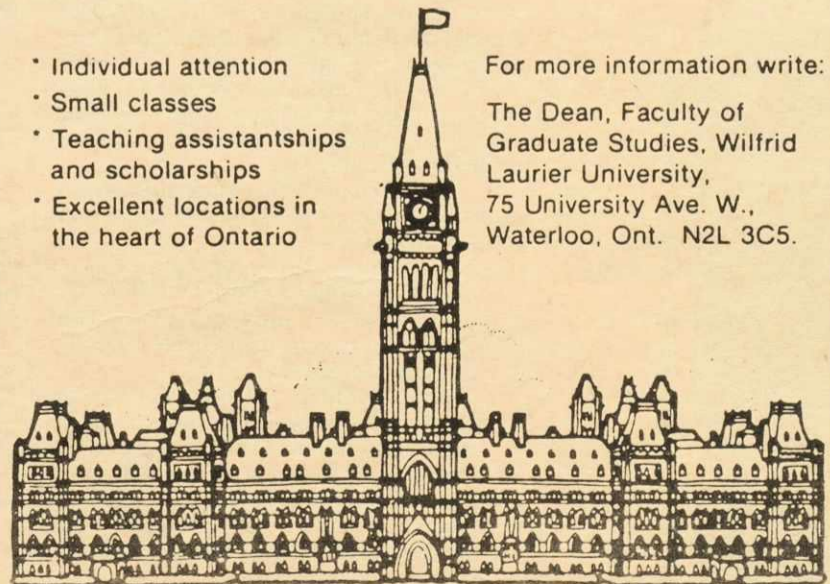 * Individual attention
* Small classes
* Teaching assistantships
and scholarships
* Excellent locations in
the heart of Ontario
For more information write:
The Dean, Faculty of
Graduate Studies, Wilfrid
Laurier University,
75 University Ave. W.,
Waterloo, Ont. N2L 3C5.